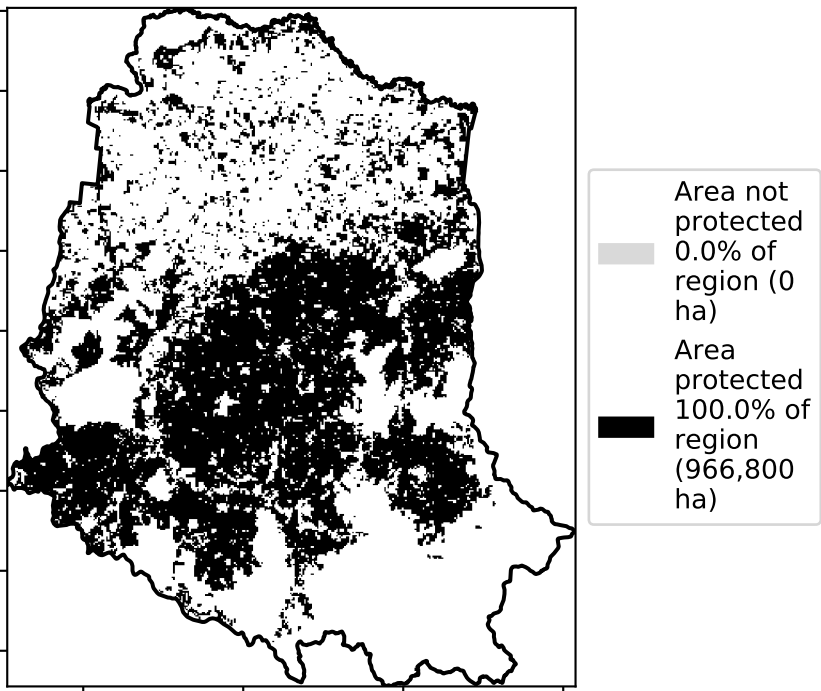 Area not
protected
0.0% of
region (0
ha)
Area
protected
100.0% of
region
(966,800
ha)